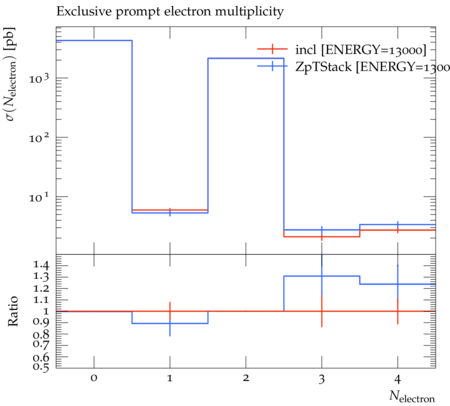 Exclusive prompt electron multiplicity
σ(N_electron) [pb]
incl [ENERGY=13000]
ZpTStack [ENERGY=1300
10^3
10^2
10^1
Ratio
1.4
1.3
1.2
1.1
1
0.9
0.8
0.7
0.6
0.5
0 1 2 3 4
N_electron